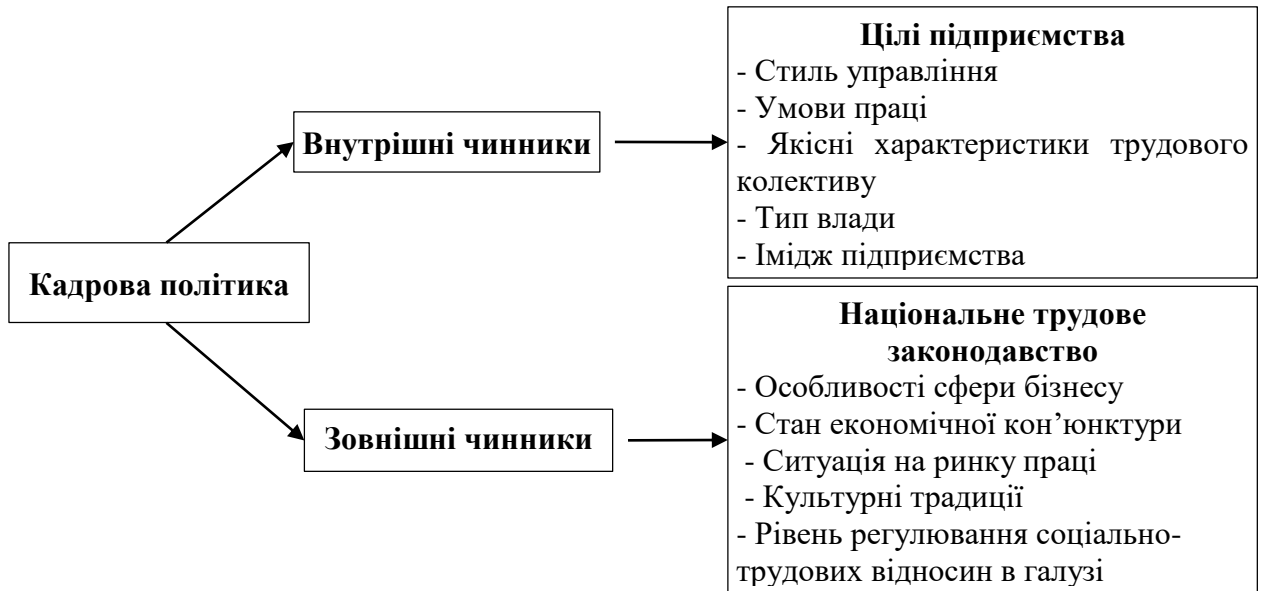 Кадрова політика
Внутрішні чинники
Цілі підприємства
- Стиль управління
- Умови праці
- Якісні характеристики трудового
колективу
- Тип влади
- Імідж підприємства
Зовнішні чинники
Національне трудове
законодавство
- Особливості сфери бізнесу
- Стан економічної кон’юнктури
- Ситуація на ринку праці
- Культурні традиції
- Рівень регулювання соціально-
трудових відносин в галузі